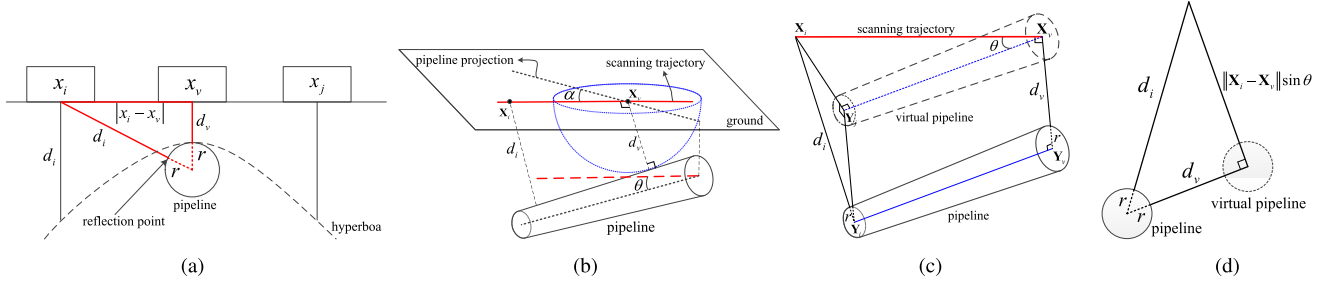 x_i
x_v
x_j
|x_i − x_v|
d_i
d_i
d_v
r
r
pipeline
reflection point
hyperboa
(a)
pipeline projection
scanning trajectory
α
X_v
X_i
ground
d_i
d_v
θ
pipeline
(b)
X_i
scanning trajectory
X_v
θ
Y
virtual pipeline
d_v
d_i
r
Y_v
r
Y_i
pipeline
(c)
d_i
‖X_i − X_v‖ sin θ
d_v
virtual pipeline
r
r
pipeline
(d)